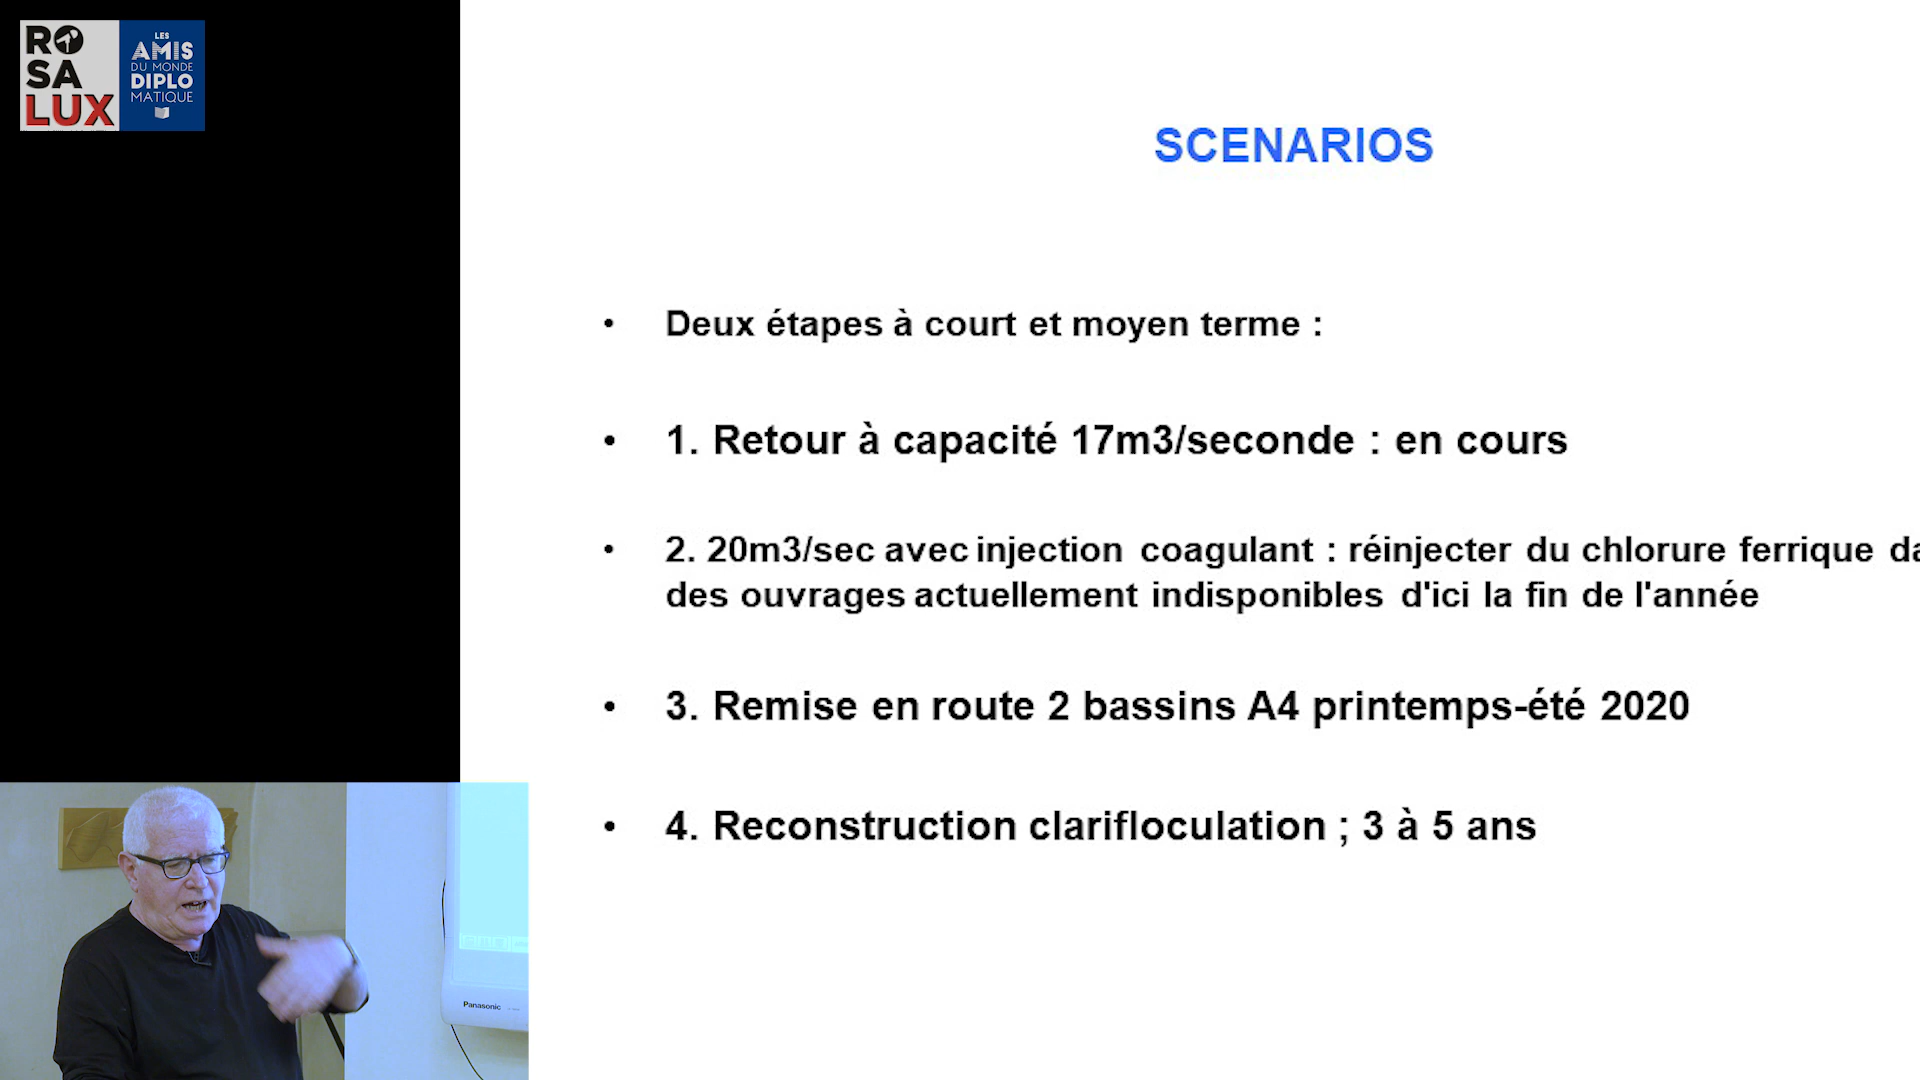 RO
SA
LUX
LES
AMIS
DU MONDE
DIPLO
MATIQUE
SCENARIOS
• Deux étapes à court et moyen terme :
• 1. Retour à capacité 17m3/seconde : en cours
• 2. 20m3/sec avec injection coagulant : réinjecter du chlorure ferrique da
des ouvrages actuellement indisponibles d'ici la fin de l'année
• 3. Remise en route 2 bassins A4 printemps-été 2020
• 4. Reconstruction clarifloculation ; 3 à 5 ans
Panasonic